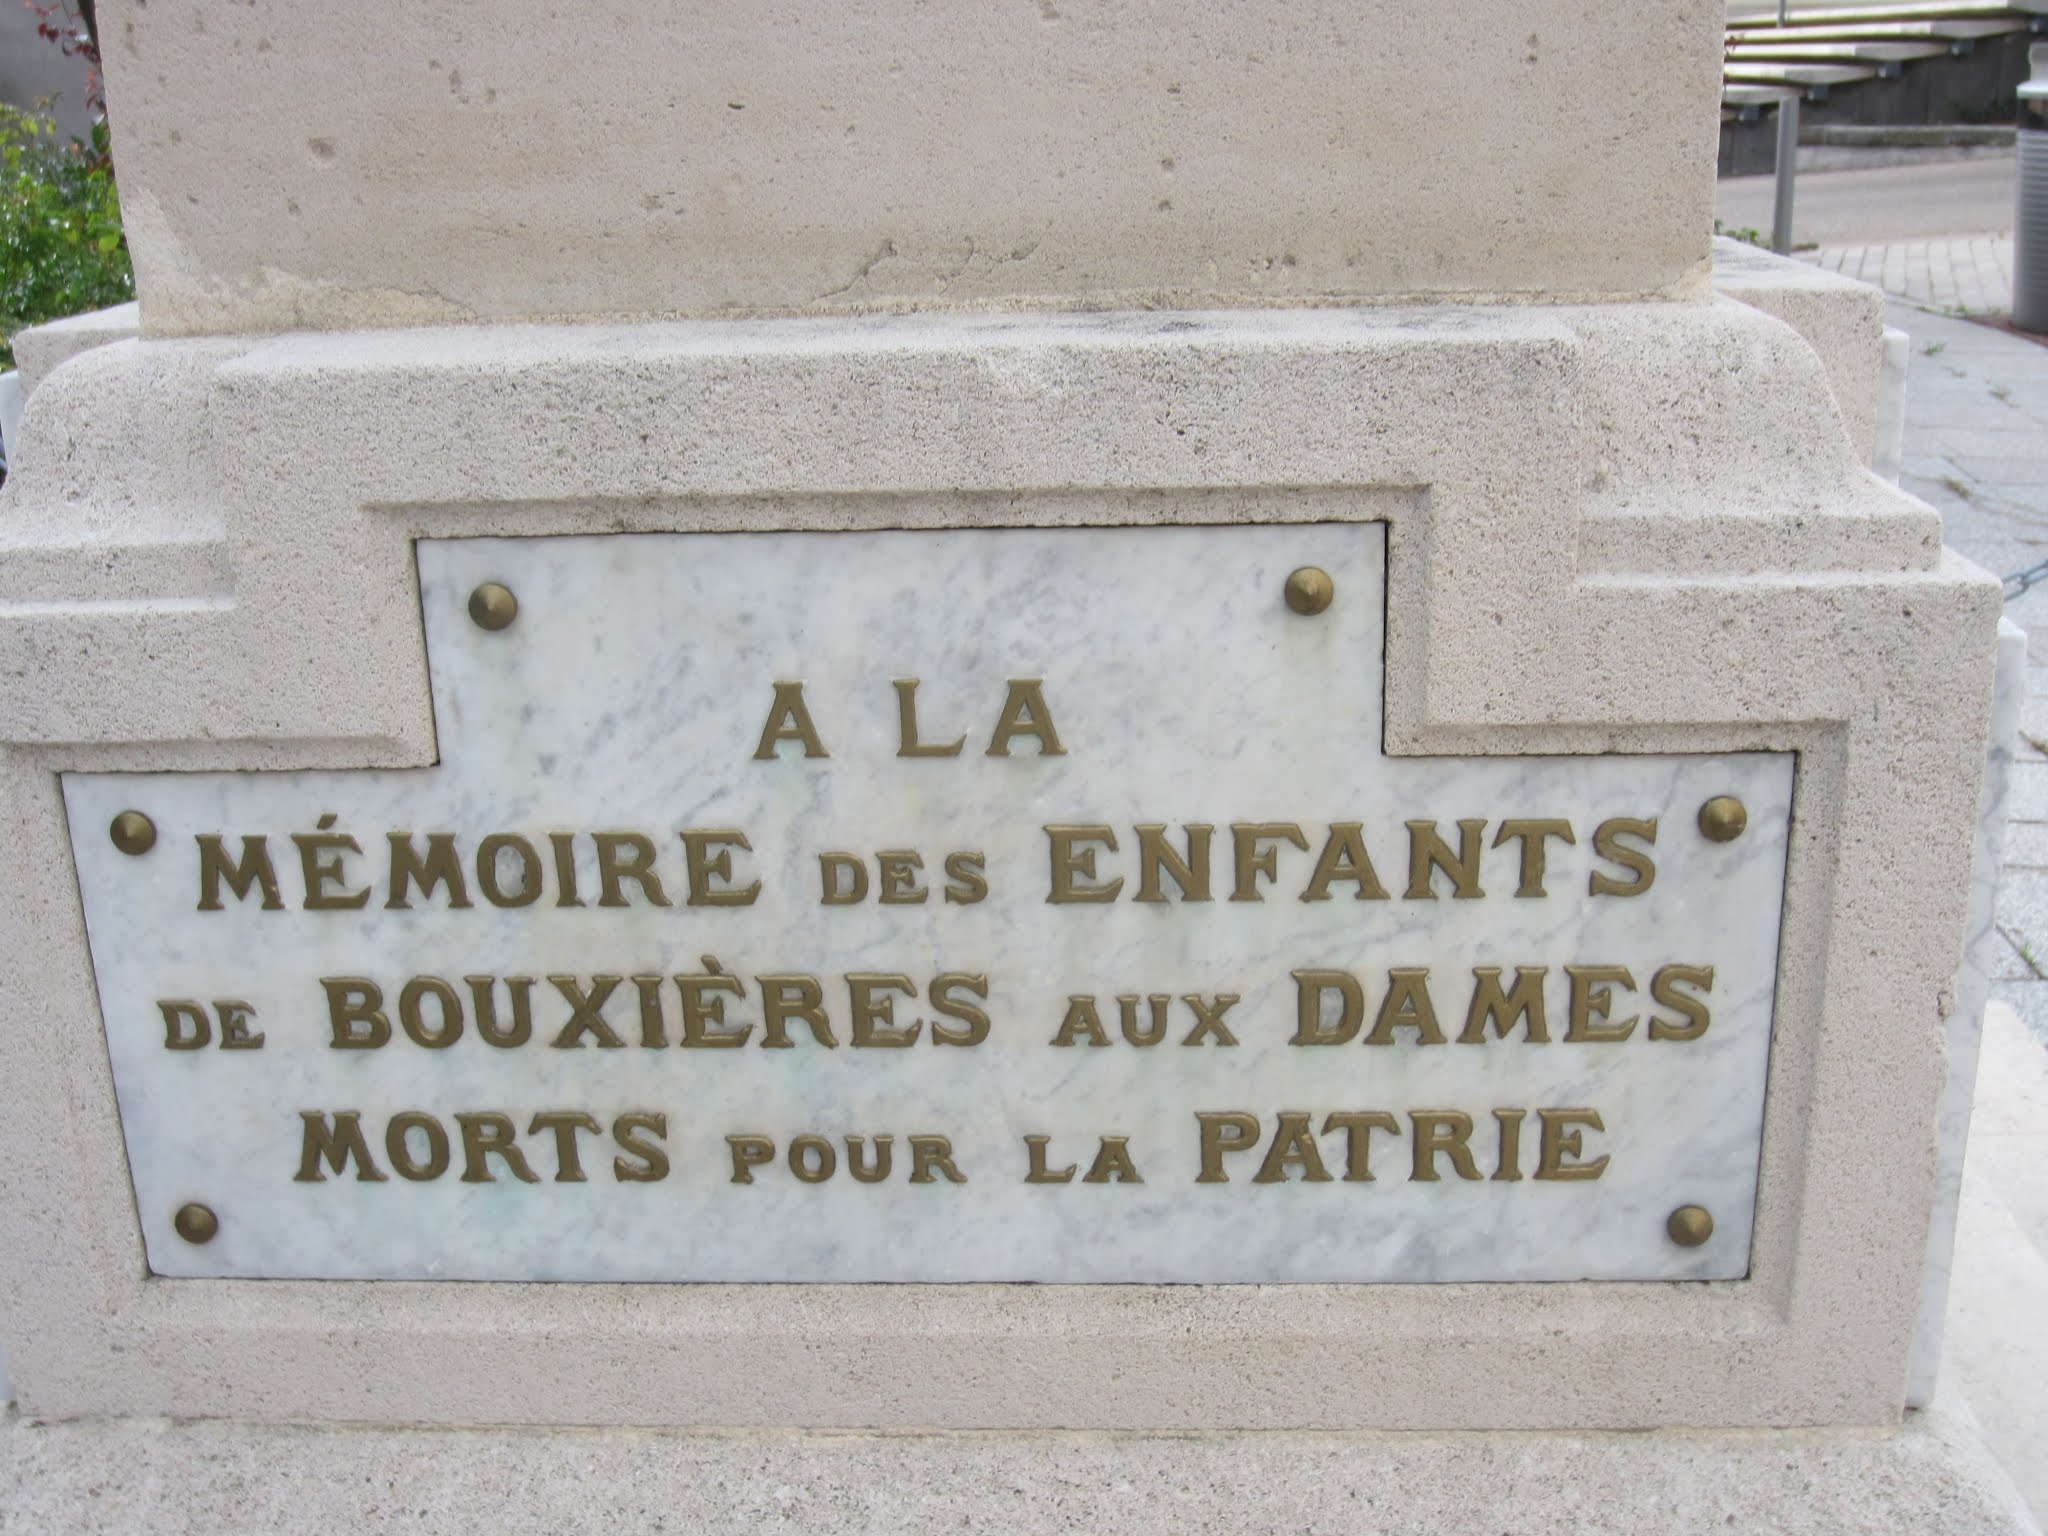 A LA
MÉMOIRE DES ENFANTS
DE BOUXIÈRES AUX DAMES
MORTS POUR LA PATRIE